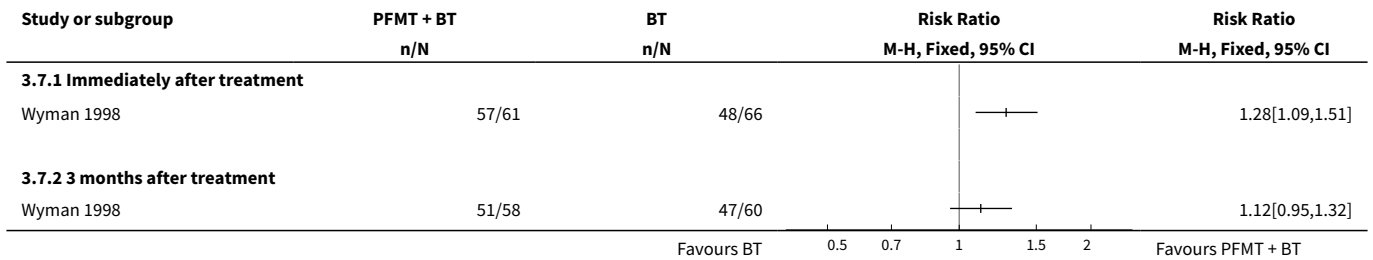 Study or subgroup PFMT + BT BT Risk Ratio Risk Ratio
n/N n/N M-H, Fixed, 95% CI M-H, Fixed, 95% CI
3.7.1 Immediately after treatment
Wyman 1998 57/61 48/66 1.28[1.09,1.51]
3.7.2 3 months after treatment
Wyman 1998 51/58 47/60 1.12[0.95,1.32]
Favours BT 0.5 0.7 1 1.5 2 Favours PFMT + BT